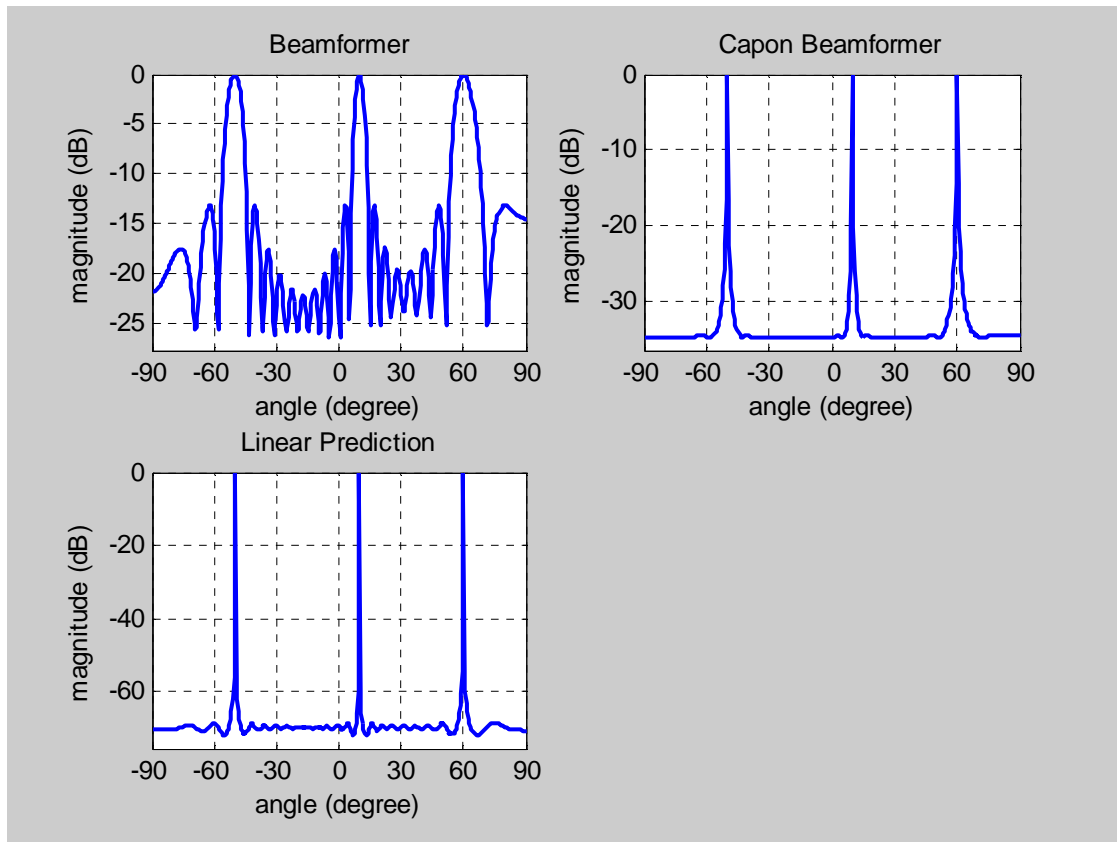 Beamformer
0
-5
-10
-15
-20
-25
magnitude (dB)
-90 -60 -30 0 30 60 90
angle (degree)
Capon Beamformer
0
-10
-20
-30
magnitude (dB)
-90 -60 -30 0 30 60 90
angle (degree)
Linear Prediction
0
-20
-40
-60
magnitude (dB)
-90 -60 -30 0 30 60 90
angle (degree)